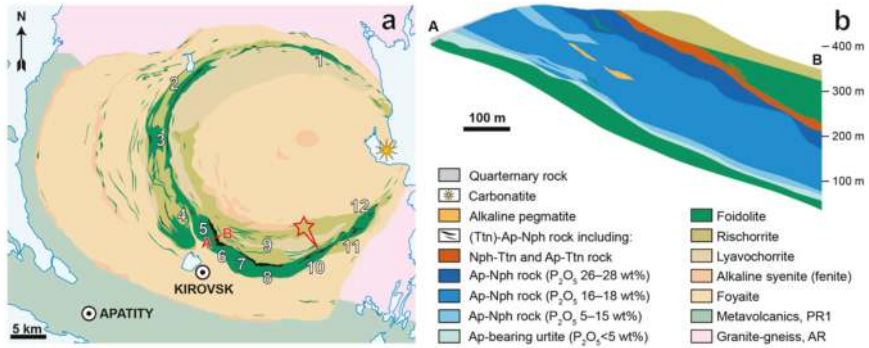 N
a
1
2
3
4
5
A
B
6
7
8
9
10
11
12
KIROVSK
APATITY
5 km
b
A
B
400 m
300 m
200 m
100 m
100 m
Quarternary rock
Carbonatite
Alkaline pegmatite
(Ttn)-Ap-Nph rock including:
Nph-Ttn and Ap-Ttn rock
Ap-Nph rock (P₂O₅ 26–28 wt%)
Ap-Nph rock (P₂O₅ 16–18 wt%)
Ap-Nph rock (P₂O₅ 5–15 wt%)
Ap-bearing urtite (P₂O₅<5 wt%)
Foidolite
Rischorrite
Lyavochorrite
Alkaline syenite (fenite)
Foyaite
Metavolcanics, PR1
Granite-gneiss, AR